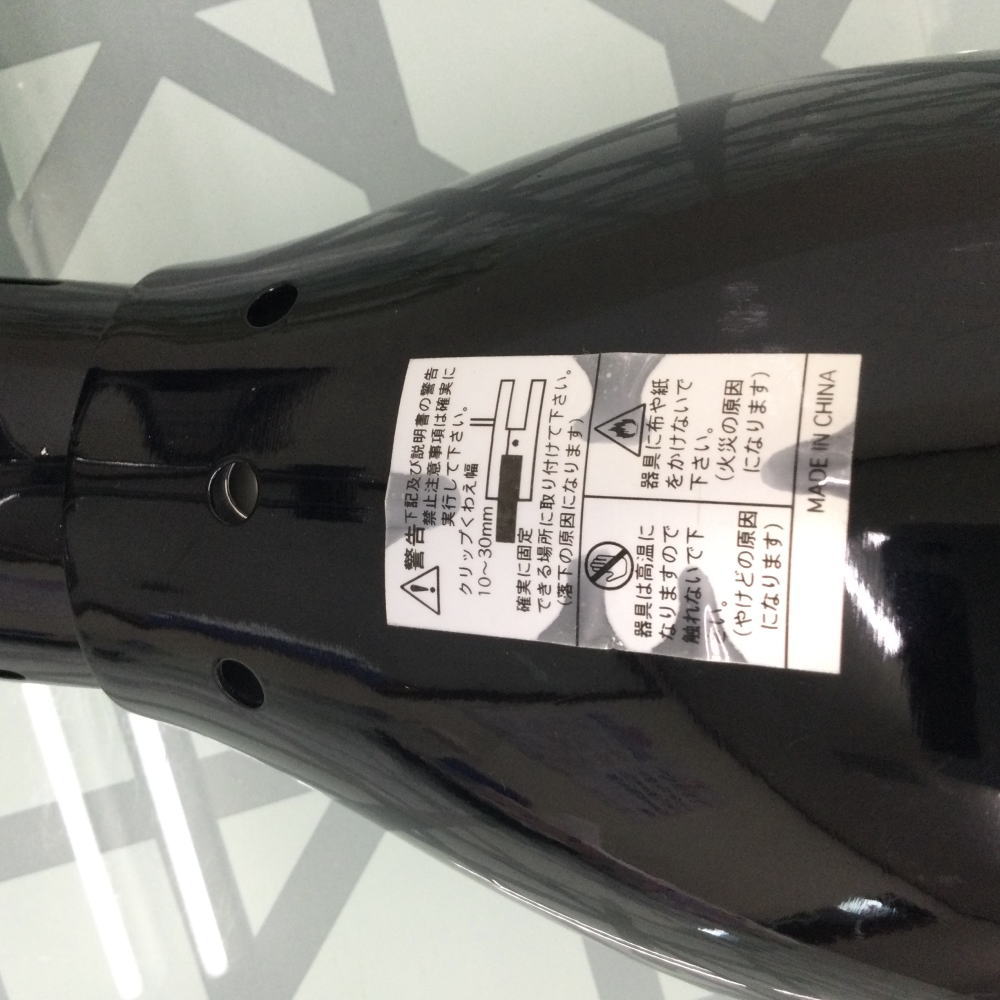 警告
下記及び説明書の警告
禁止注意事項は確実に
実行して下さい。
クリップくわえ幅
10～30mm
確実に固定
できる場所に取り付けて下さい。
(落下の原因になります)
器具は高温に
なりますので
触れないで下
さい。
(やけどの原因
になります)
器具に布や紙
をかけないで
下さい。
(火災の原因
になります)
MADE IN CHINA